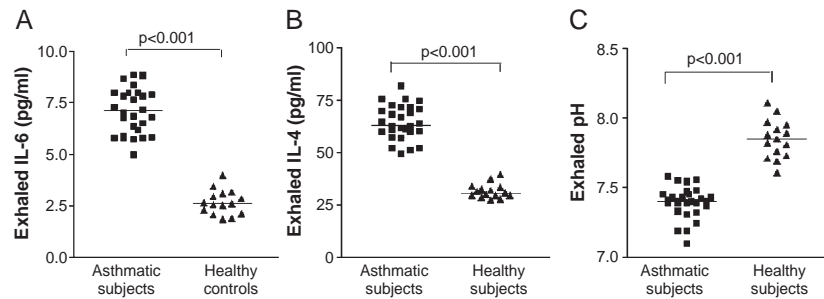 A
p<0.001
Exhaled IL-6 (pg/ml)
10.0
7.5
5.0
2.5
0.0
Asthmatic
subjects
Healthy
controls
B
p<0.001
Exhaled IL-4 (pg/ml)
100
75
50
25
0
Asthmatic
subjects
Healthy
subjects
C
p<0.001
Exhaled pH
8.5
8.0
7.5
7.0
Asthmatic
subjects
Healthy
subjects